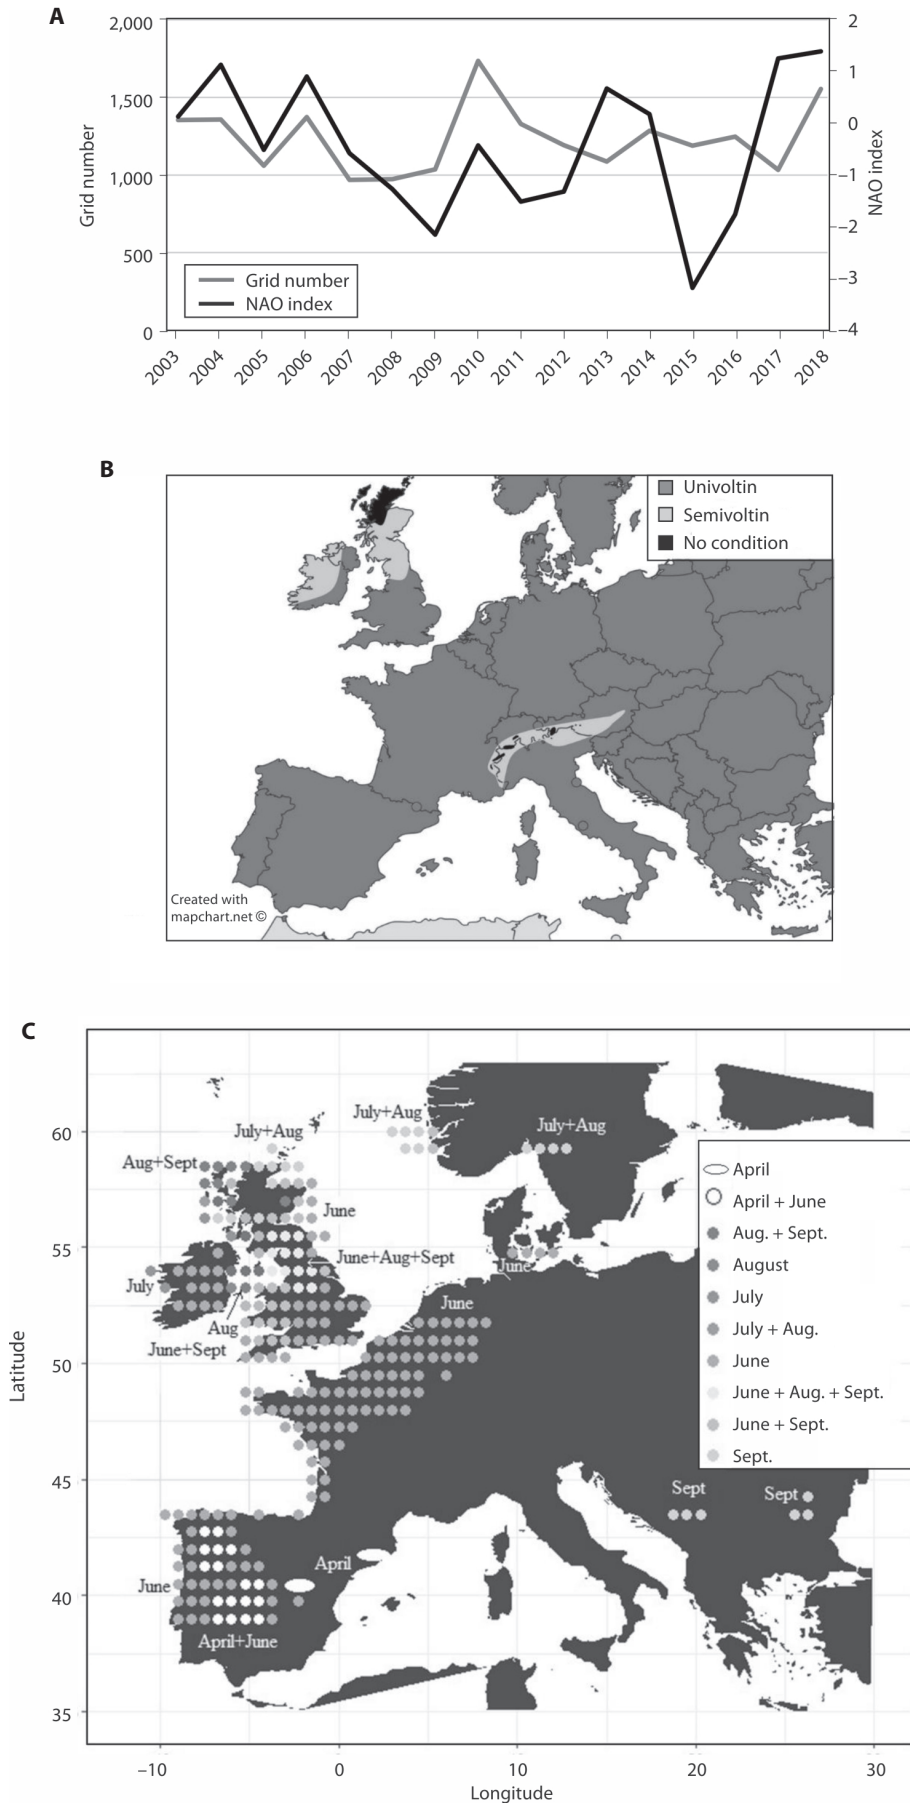 A
2,000
1,500
1,000
500
0
Grid number
2
1
0
−1
−2
−3
−4
NAO index
Grid number
NAO index
2003
2004
2005
2006
2007
2008
2009
2010
2011
2012
2013
2014
2015
2016
2017
2018
B
Univoltin
Semivoltin
No condition
Created with
mapchart.net ©
C
July+Aug
July+Aug
July+Aug
Aug+Sept
June
June+Aug+Sept
June
July
June
Aug
June+Sept
Sept
Sept
April
June
April+June
April
April + June
Aug. + Sept.
August
July
July + Aug.
June
June + Aug. + Sept.
June + Sept.
Sept.
60
55
50
45
40
35
Latitude
−10
0
10
20
30
Longitude